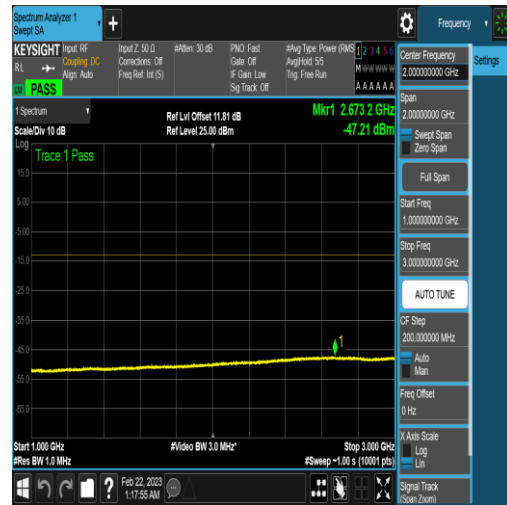 Spectrum Analyzer 1
Swept SA
Frequency
KEYSIGHT
RL
PASS
Input: RF
Coupling: DC
Align: Auto
Input Z: 50 Ω
Corrections: Off
Freq Ref: Int (S)
#Atten: 30 dB
PNO: Fast
Gate: Off
IF Gain: Low
Sig Track: Off
#Avg Type: Power (RMS
Avg|Hold: 5/5
Trig: Free Run
1 2 3 4 5 6
M W W W W W
A A A A A A
1 Spectrum
Scale/Div 10 dB
Ref Lvl Offset 11.81 dB
Ref Level 25.00 dBm
Mkr1 2.673 2 GHz
-47.21 dBm
Log
Trace 1 Pass
15.0
5.00
-5.00
-15.0
-25.0
-35.0
-45.0
-55.0
-65.0
1
Start 1.000 GHz
#Res BW 1.0 MHz
#Video BW 3.0 MHz*
Stop 3.000 GHz
#Sweep ~1.00 s (10001 pts)
Feb 22, 2023
1:17:55 AM
Settings
Center Frequency
2.000000000 GHz
Span
2.00000000 GHz
Swept Span
Zero Span
Full Span
Start Freq
1.000000000 GHz
Stop Freq
3.000000000 GHz
AUTO TUNE
CF Step
200.000000 MHz
Auto
Man
Freq Offset
0 Hz
X Axis Scale
Log
Lin
Signal Track
(Span Zoom)